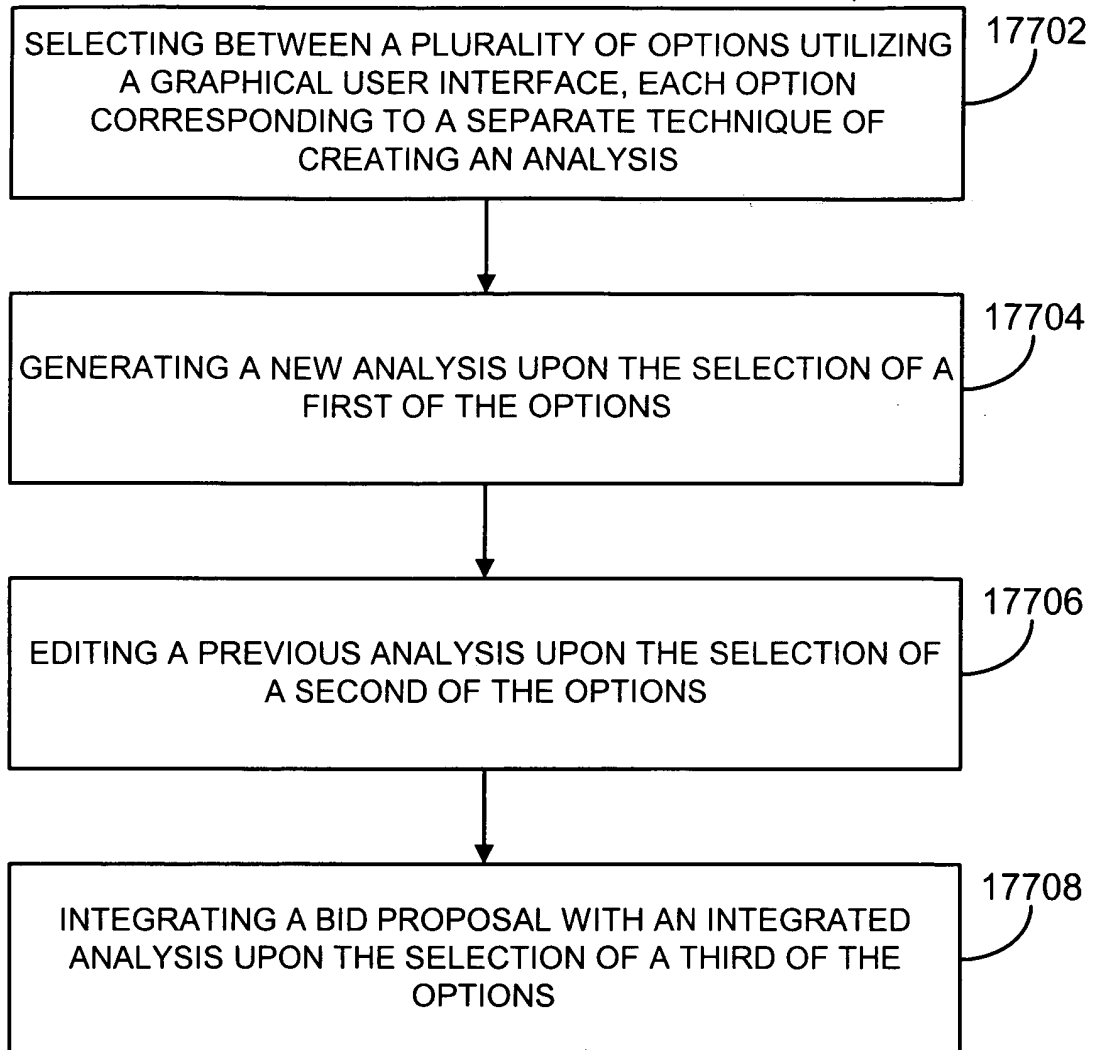 SELECTING BETWEEN A PLURALITY OF OPTIONS UTILIZING
A GRAPHICAL USER INTERFACE, EACH OPTION
CORRESPONDING TO A SEPARATE TECHNIQUE OF
CREATING AN ANALYSIS
17702
GENERATING A NEW ANALYSIS UPON THE SELECTION OF A
FIRST OF THE OPTIONS
17704
EDITING A PREVIOUS ANALYSIS UPON THE SELECTION OF
A SECOND OF THE OPTIONS
17706
INTEGRATING A BID PROPOSAL WITH AN INTEGRATED
ANALYSIS UPON THE SELECTION OF A THIRD OF THE
OPTIONS
17708